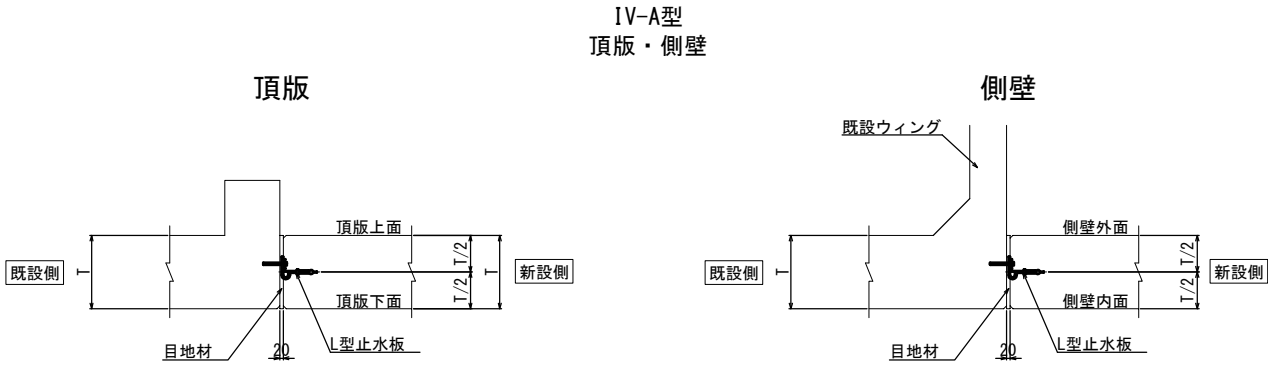 IV-A型
頂版・側壁
頂版
既設側
T
頂版上面
頂版下面
T/2
T/2
T
新設側
目地材
20
L型止水板
側壁
既設ウィング
既設側
T
側壁外面
側壁内面
T/2
T/2
新設側
目地材
20
L型止水板